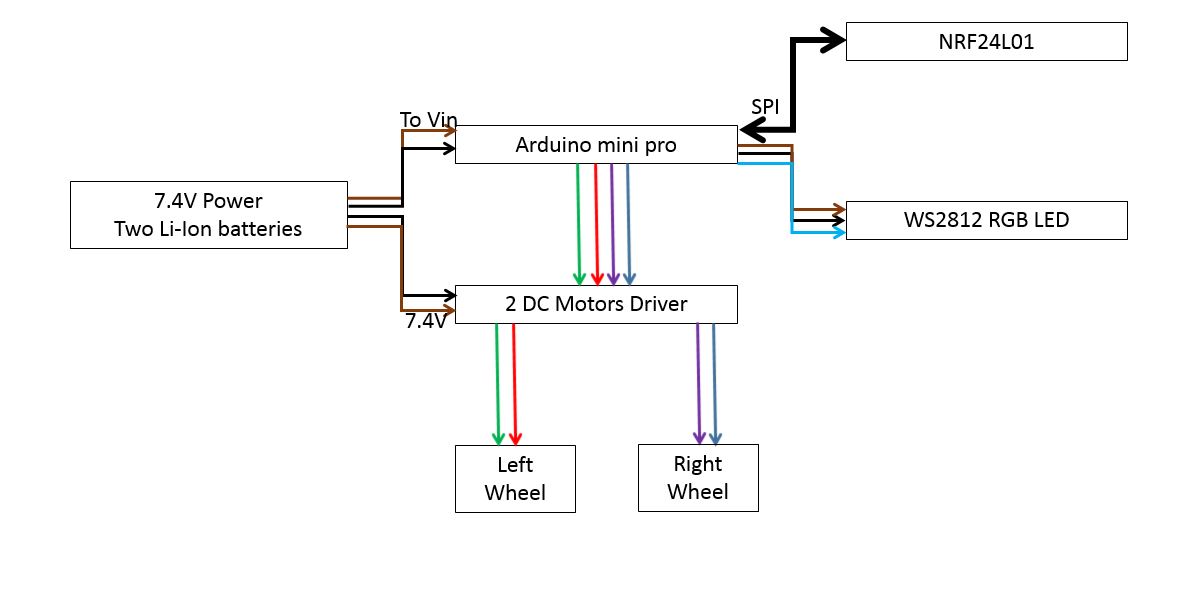 NRF24L01
SPI
To Vin
Arduino mini pro
7.4V Power
Two Li-Ion batteries
WS2812 RGB LED
2 DC Motors Driver
7.4V
Left
Wheel
Right
Wheel